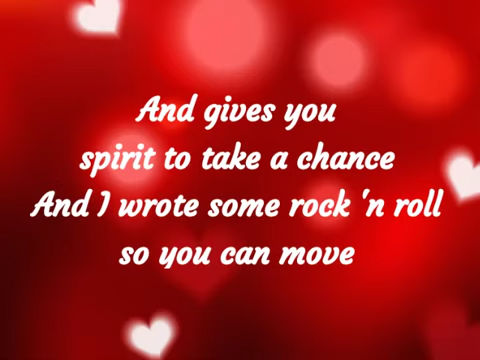 And gives you
spirit to take a chance
And I wrote some rock 'n roll
so you can move